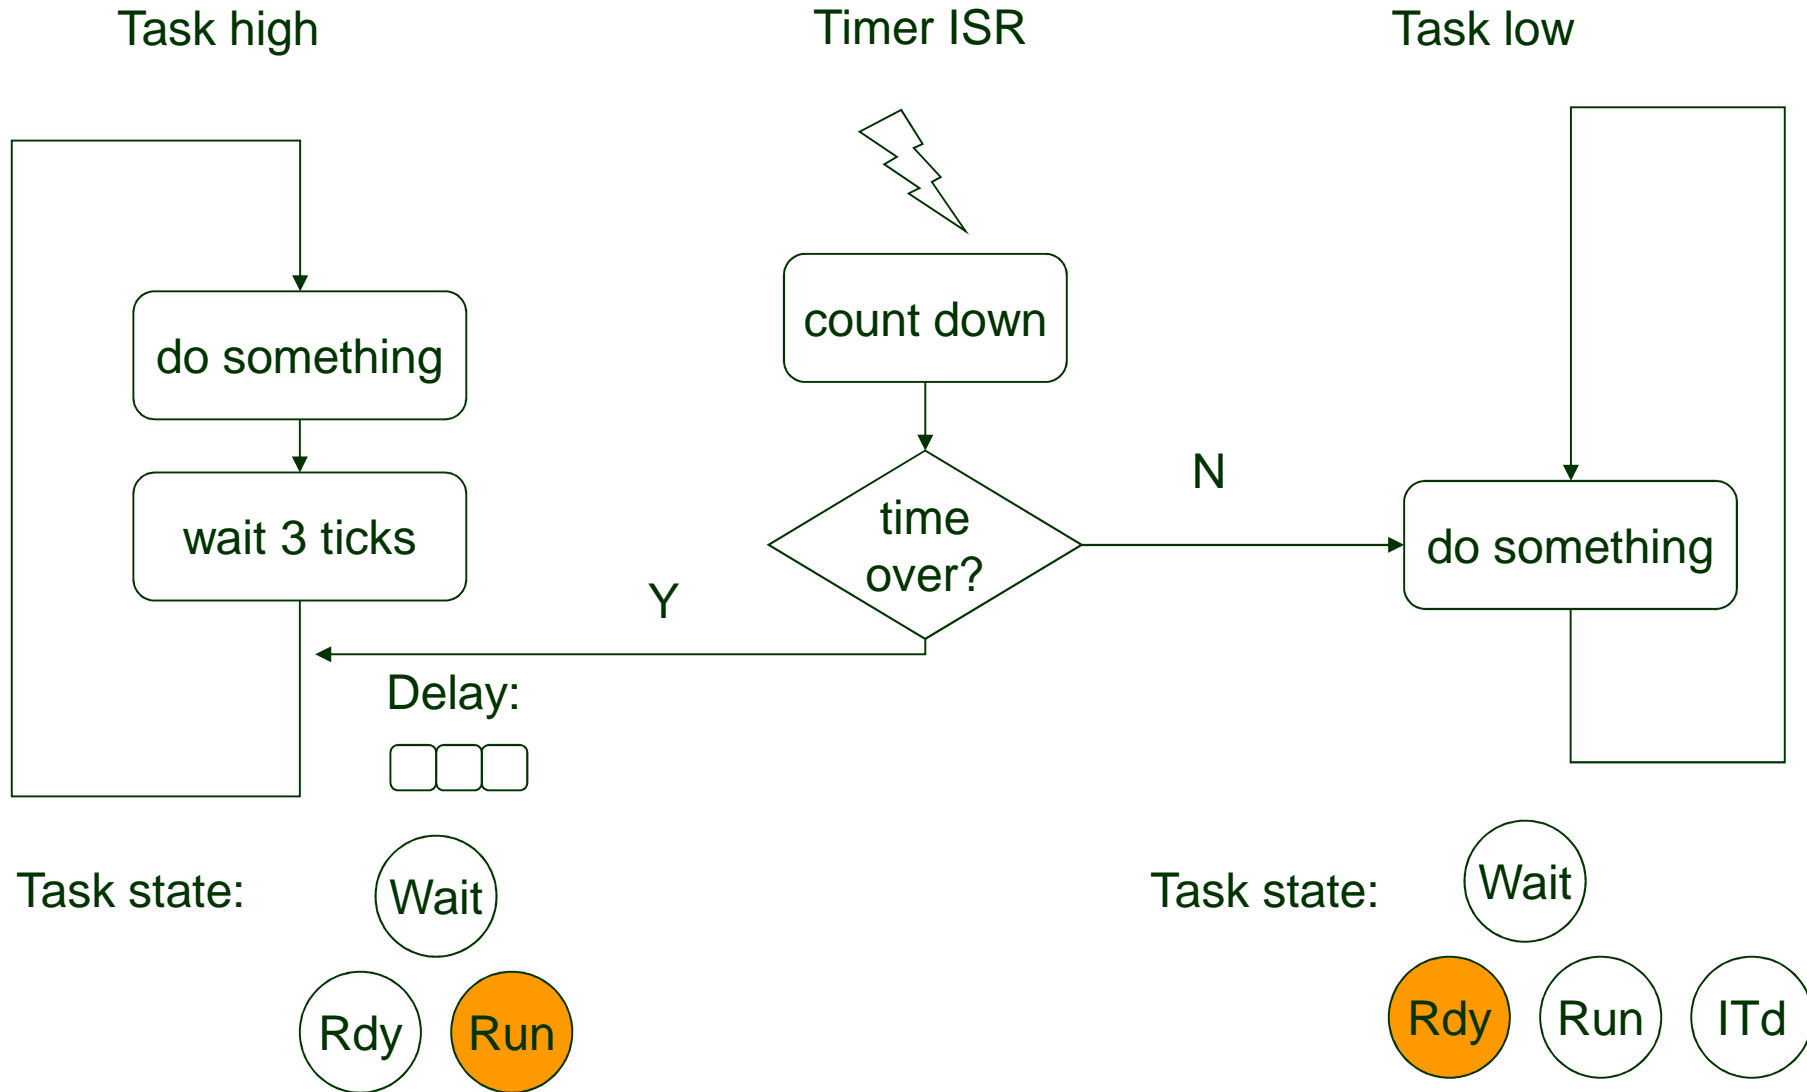 Task high
Timer ISR
Task low
do something
wait 3 ticks
count down
time
over?
Y
N
do something
Delay:
Task state:
Wait
Rdy
Run
Task state:
Wait
Rdy
Run
ITd